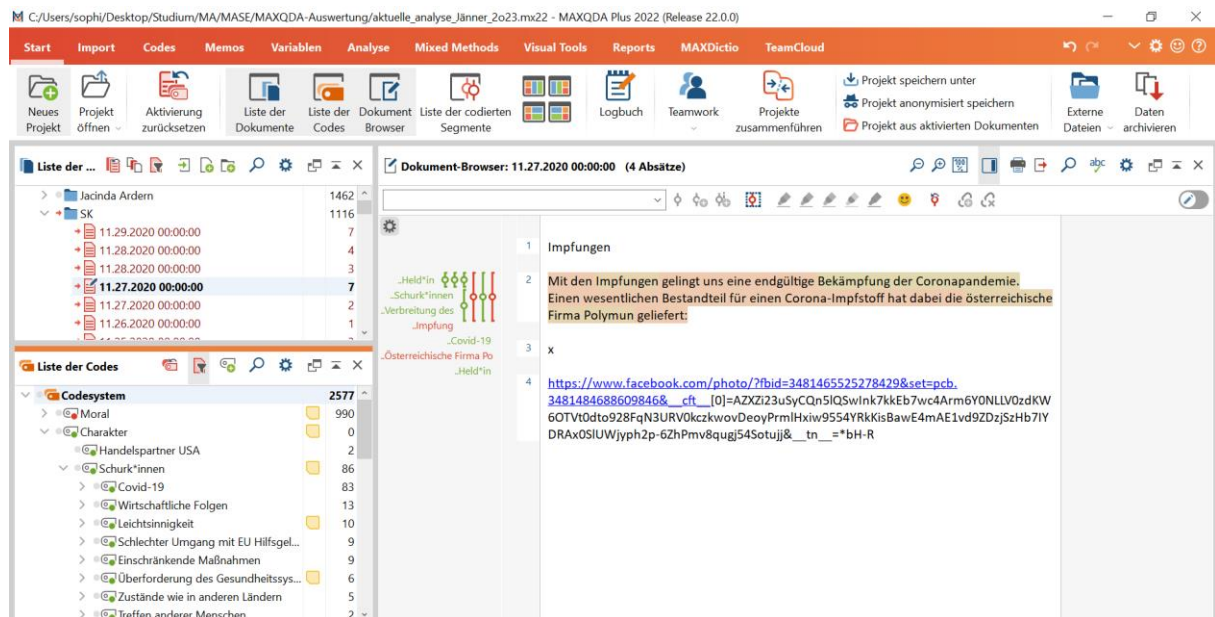 C:/Users/sophi/Desktop/Studium/MA/MASE/MAXQDA-Auswertung/aktuelle_analyse_Jänner_2o23.mx22 - MAXQDA Plus 2022 (Release 22.0.0)
Start Import Codes Memos Variablen Analyse Mixed Methods Visual Tools Reports MAXDictio TeamCloud
Neues Projekt
Projekt öffnen
Aktivierung zurücksetzen
Liste der Dokumente
Liste der Codes
Dokument Browser
Liste der codierten Segmente
Logbuch
Teamwork
Projekte zusammenführen
Projekt speichern unter
Projekt anonymisiert speichern
Projekt aus aktivierten Dokumenten
Externe Dateien
Daten archivieren
Liste der ...
Jacinda Ardern 1462
SK 1116
11.29.2020 00:00:00 7
11.28.2020 00:00:00 4
11.28.2020 00:00:00 3
11.27.2020 00:00:00 7
11.27.2020 00:00:00 2
11.26.2020 00:00:00 1
Liste der Codes
Codesystem 2577
Moral 990
Charakter 0
Handelspartner USA 2
Schurk*innen 86
Covid-19 83
Wirtschaftliche Folgen 13
Leichtsinnigkeit 10
Schlechter Umgang mit EU Hilfsgel... 9
Einschränkende Maßnahmen 9
Überforderung des Gesundheitssys... 6
Zustände wie in anderen Ländern 5
Treffen anderer Menschen 2
Dokument-Browser: 11.27.2020 00:00:00 (4 Absätze)
100 %
abc
..Held*in
..Schurk*innen
..Verbreitung des
..Impfung
..Covid-19
..Österreichische Firma Po
..Held*in
1 Impfungen
2 Mit den Impfungen gelingt uns eine endgültige Bekämpfung der Coronapandemie.
Einen wesentlichen Bestandteil für einen Corona-Impfstoff hat dabei die österreichische
Firma Polymun geliefert:
3 x
4 https://www.facebook.com/photo/?fbid=3481465525278429&set=pcb.
3481484688609846&__cft__[0]=AZXZi23uSyCQn5lQSwInk7kkEb7wc4Arm6Y0NLLV0zdKW
6OTVt0dto928FqN3URV0kczkwovDeoyPrmlHxiw9554YRkKisBawE4mAE1vd9ZDzjSzHb7IY
DRAx0SlUWjyph2p-6ZhPmv8qugj54Sotujj&__tn__=*bH-R